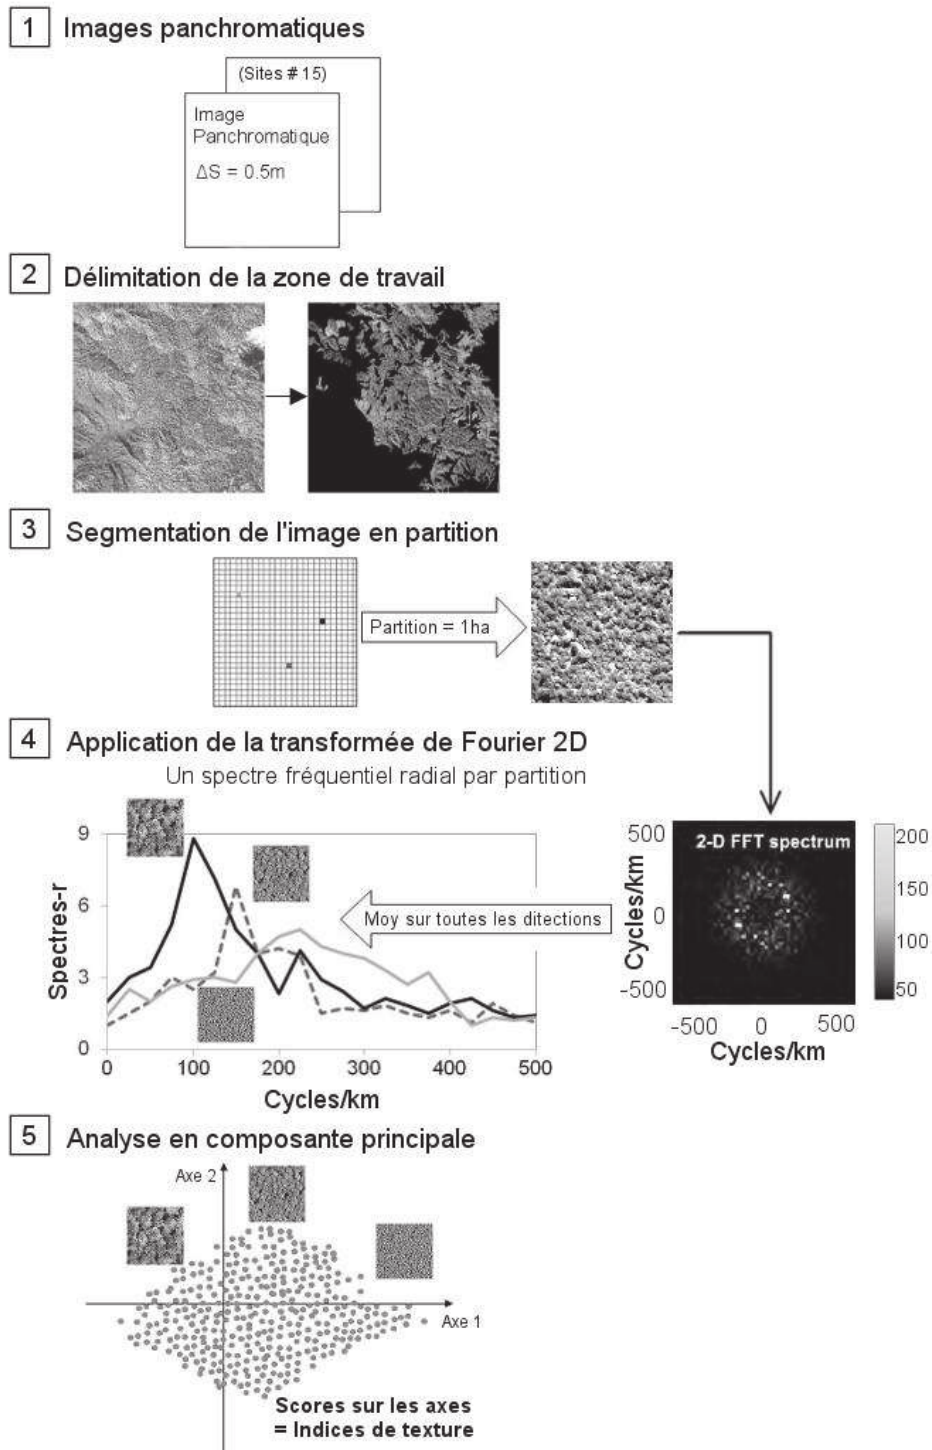 1 Images panchromatiques
(Sites # 15)
Image
Panchromatique
ΔS = 0.5m
2 Délimitation de la zone de travail
3 Segmentation de l'image en partition
Partition = 1ha
4 Application de la transformée de Fourier 2D
Un spectre fréquentiel radial par partition
9
6
3
0
Spectres-r
0 100 200 300 400 500
Cycles/km
Moy sur toutes les ditections
2-D FFT spectrum
500
0
-500
Cycles/km
-500 0 500
Cycles/km
200
150
100
50
5 Analyse en composante principale
Axe 2
Axe 1
Scores sur les axes
= Indices de texture